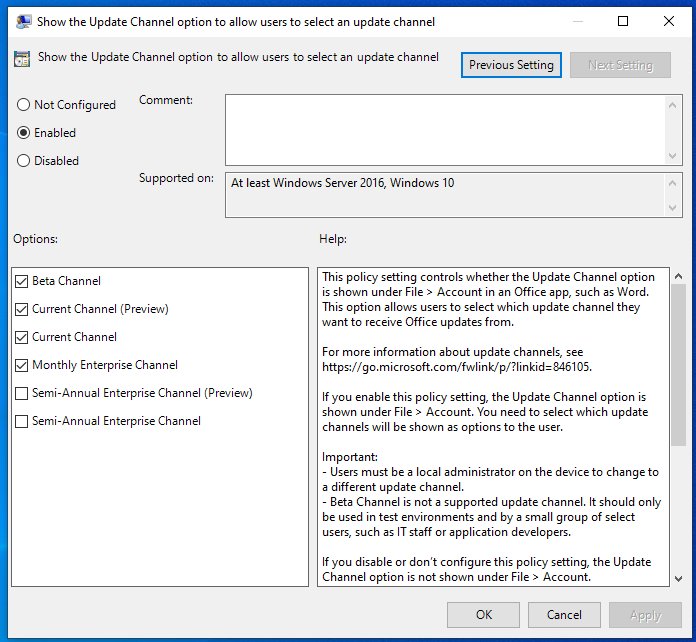 Show the Update Channel option to allow users to select an update channel
Show the Update Channel option to allow users to select an update channel
Previous Setting
Next Setting
Not Configured
Enabled
Disabled
Comment:
Supported on:
At least Windows Server 2016, Windows 10
Options:
Help:
Beta Channel
Current Channel (Preview)
Current Channel
Monthly Enterprise Channel
Semi-Annual Enterprise Channel (Preview)
Semi-Annual Enterprise Channel
This policy setting controls whether the Update Channel option
is shown under File > Account in an Office app, such as Word.
This option allows users to select which update channel they
want to receive Office updates from.
For more information about update channels, see
https://go.microsoft.com/fwlink/p/?linkid=846105.
If you enable this policy setting, the Update Channel option is
shown under File > Account. You need to select which update
channels will be shown as options to the user.
Important:
- Users must be a local administrator on the device to change to
a different update channel.
- Beta Channel is not a supported update channel. It should only
be used in test environments and by a small group of select
users, such as IT staff or application developers.
If you disable or don't configure this policy setting, the Update
Channel option is not shown under File > Account.
OK
Cancel
Apply